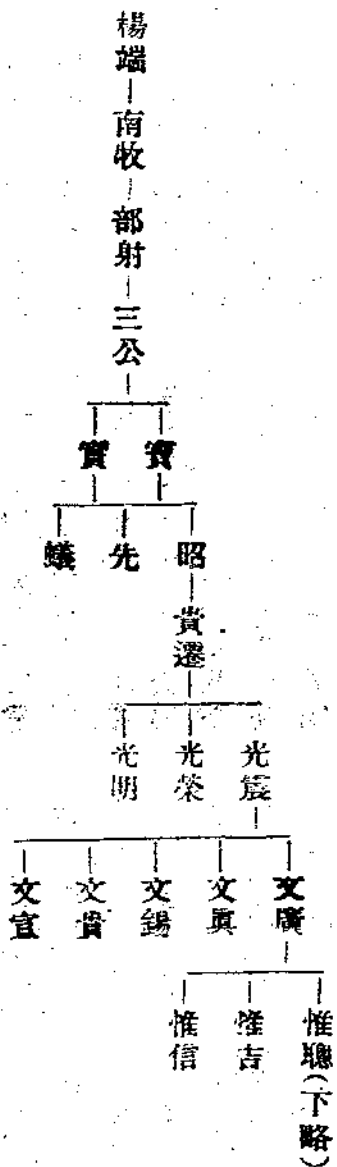 楊端—南牧—部射—三公
寶
實
昭
先
蟻
貴遷
光震
光榮
光明
文廣
文眞
文錫
文貴
文宣
惟聰(下略)
惟吉
惟信